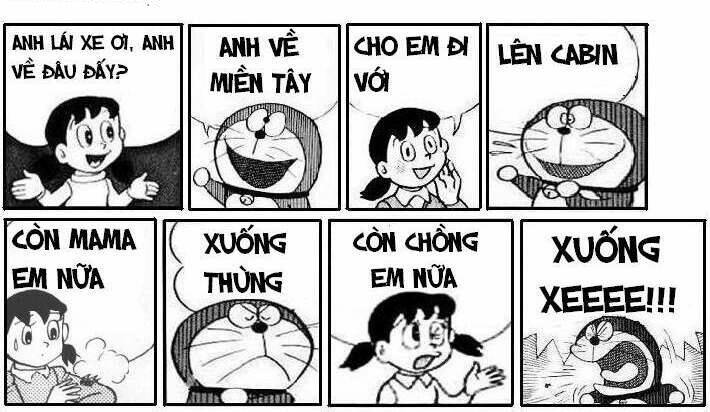 ANH LÁI XE ƠI, ANH
VỀ ĐÂU ĐẤY?
ANH VỀ
MIỀN TÂY
CHO EM ĐI
VỚI
LÊN CABIN
CÒN MAMA
EM NỮA
XUỐNG
THÙNG
CÒN CHỒNG
EM NỮA
XUỐNG
XEEEE!!!